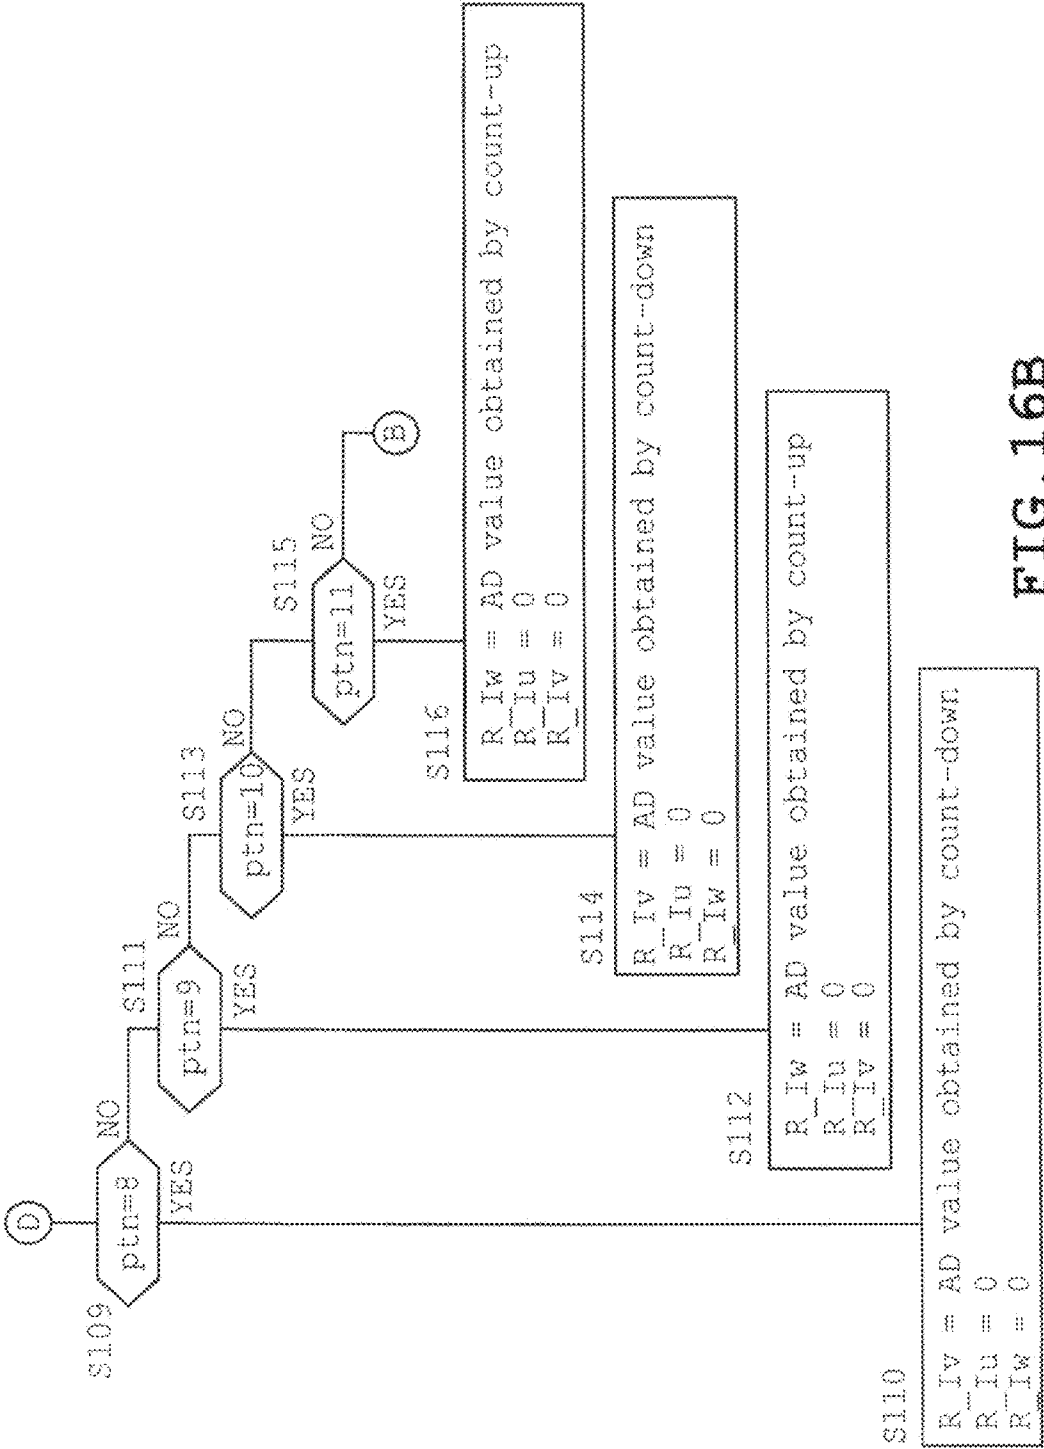 D
S109
ptn=8
NO
YES
S111
ptn=9
NO
YES
S113
ptn=10
NO
YES
S115
ptn=11
NO
YES
B
S116
R_Iw = AD value obtained by count-up
R_Iu = 0
R_Iv = 0
S114
R_Iv = AD value obtained by count-down
R_Iu = 0
R_Iw = 0
S112
R_Iw = AD value obtained by count-up
R_Iu = 0
R_Iv = 0
S110
R_Iv = AD value obtained by count-down
R_Iu = 0
R_Iw = 0
FIG.16B